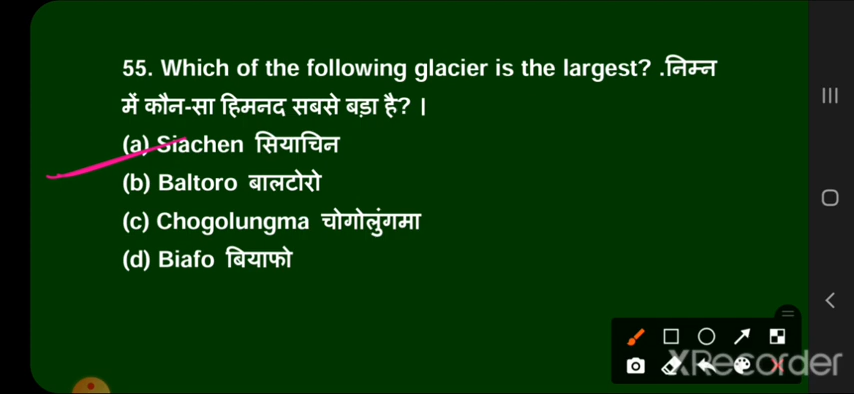 55. Which of the following glacier is the largest? .निम्न
में कौन-सा हिमनद सबसे बड़ा है? |
(a) Siachen सियाचिन
(b) Baltoro बालटोरो
(c) Chogolungma चोगोलुंगमा
(d) Biafo बियाफो
XRecorder